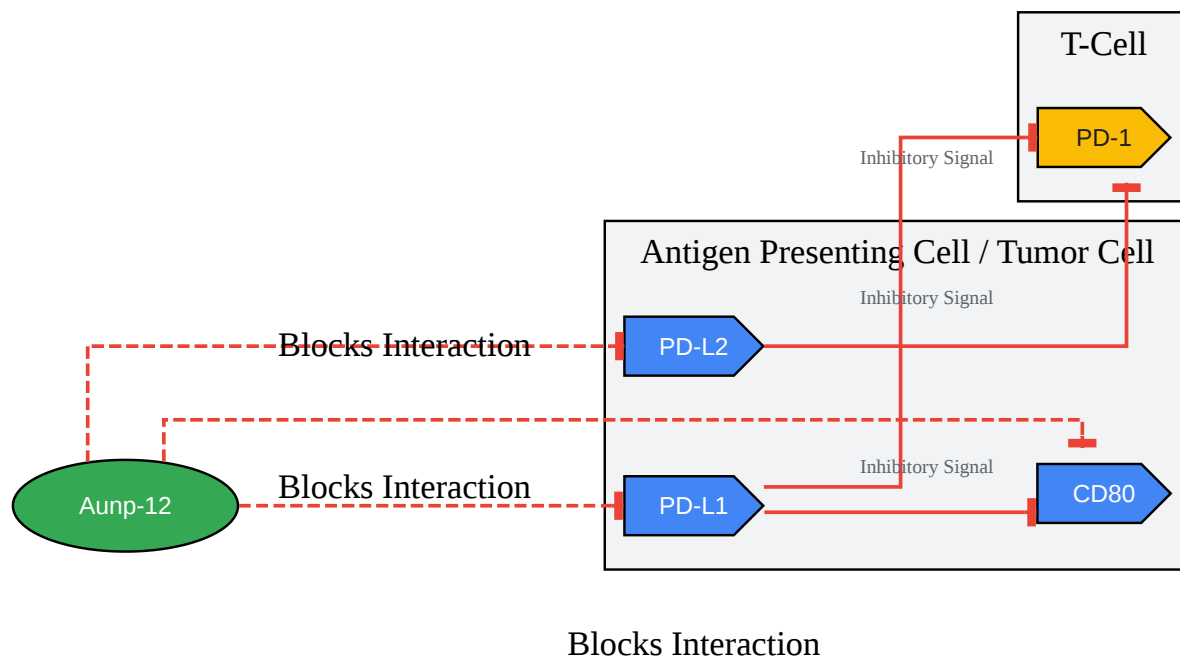 T-Cell
PD-1
Inhibitory Signal
Antigen Presenting Cell / Tumor Cell
Inhibitory Signal
Blocks Interaction
PD-L2
Inhibitory Signal
Blocks Interaction
CD80
Aunp-12
PD-L1
Blocks Interaction